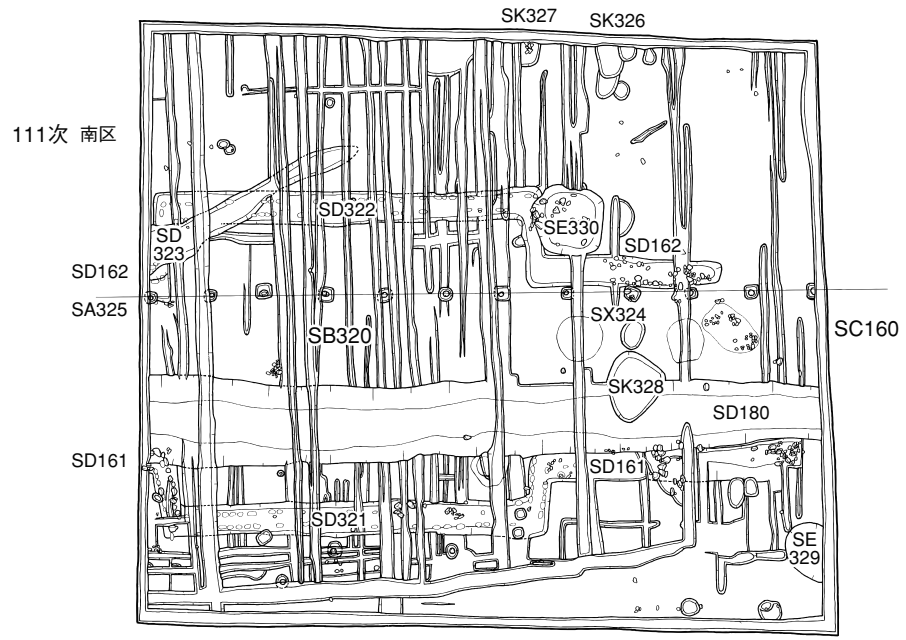 SK327
SK326
111次 南区
SD322
SD
323
SE330
SD162
SD162
SA325
SX324
SB320
SC160
SK328
SD180
SD161
SD161
SD321
SE
329